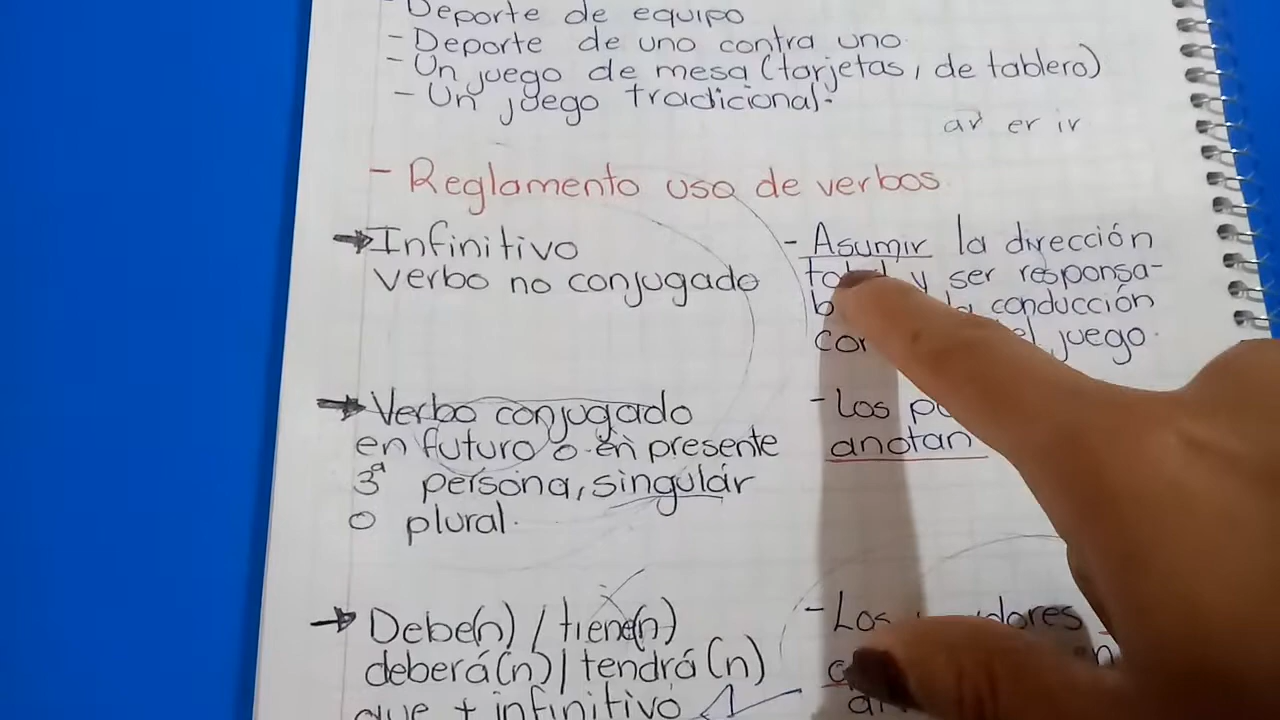 - Deporte de equipo
- Deporte de uno contra uno
- Un juego de mesa (tarjetas, de tablero)
- Un juego tradicional.
ar er ir
- Reglamento uso de verbos
Infinitivo
verbo no conjugado
- Asumir la dirección
y ser responsa-
conducción
juego.
Verbo conjugado
en futuro o en presente
3ª persona, singular
o plural.
- Los
anotan
Debe(n) / tiene(n)
deberá(n) / tendrá(n)
que + infinitivo
- Los